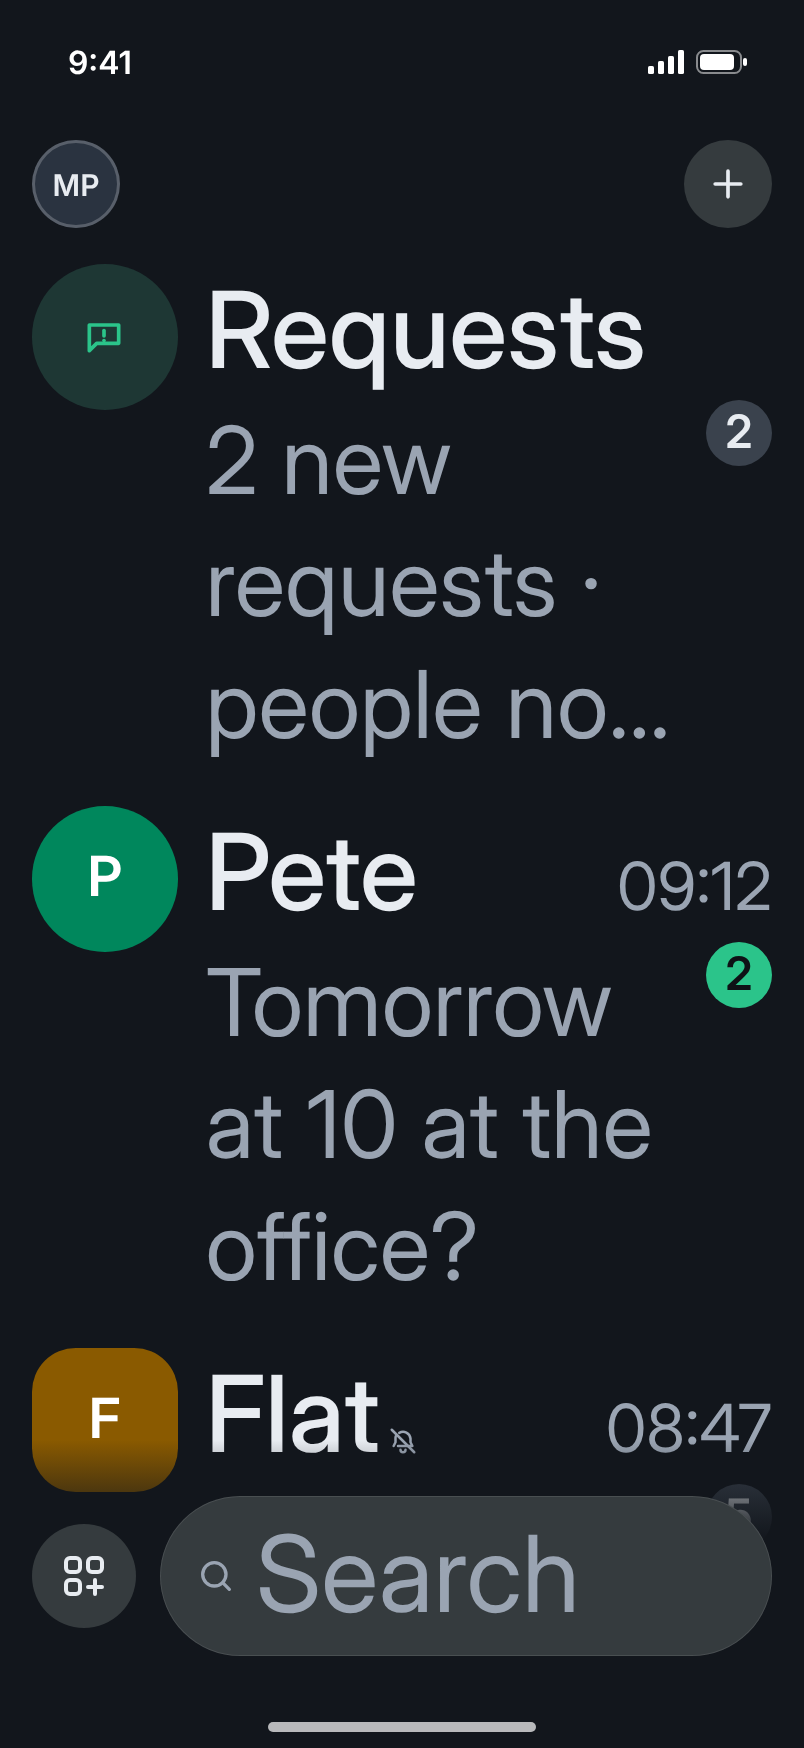 9:41
MP
Requests
2 new
requests ·
people no...
2
P
Pete
09:12
Tomorrow
at 10 at the
office?
2
F
Flat
08:47
5
Search